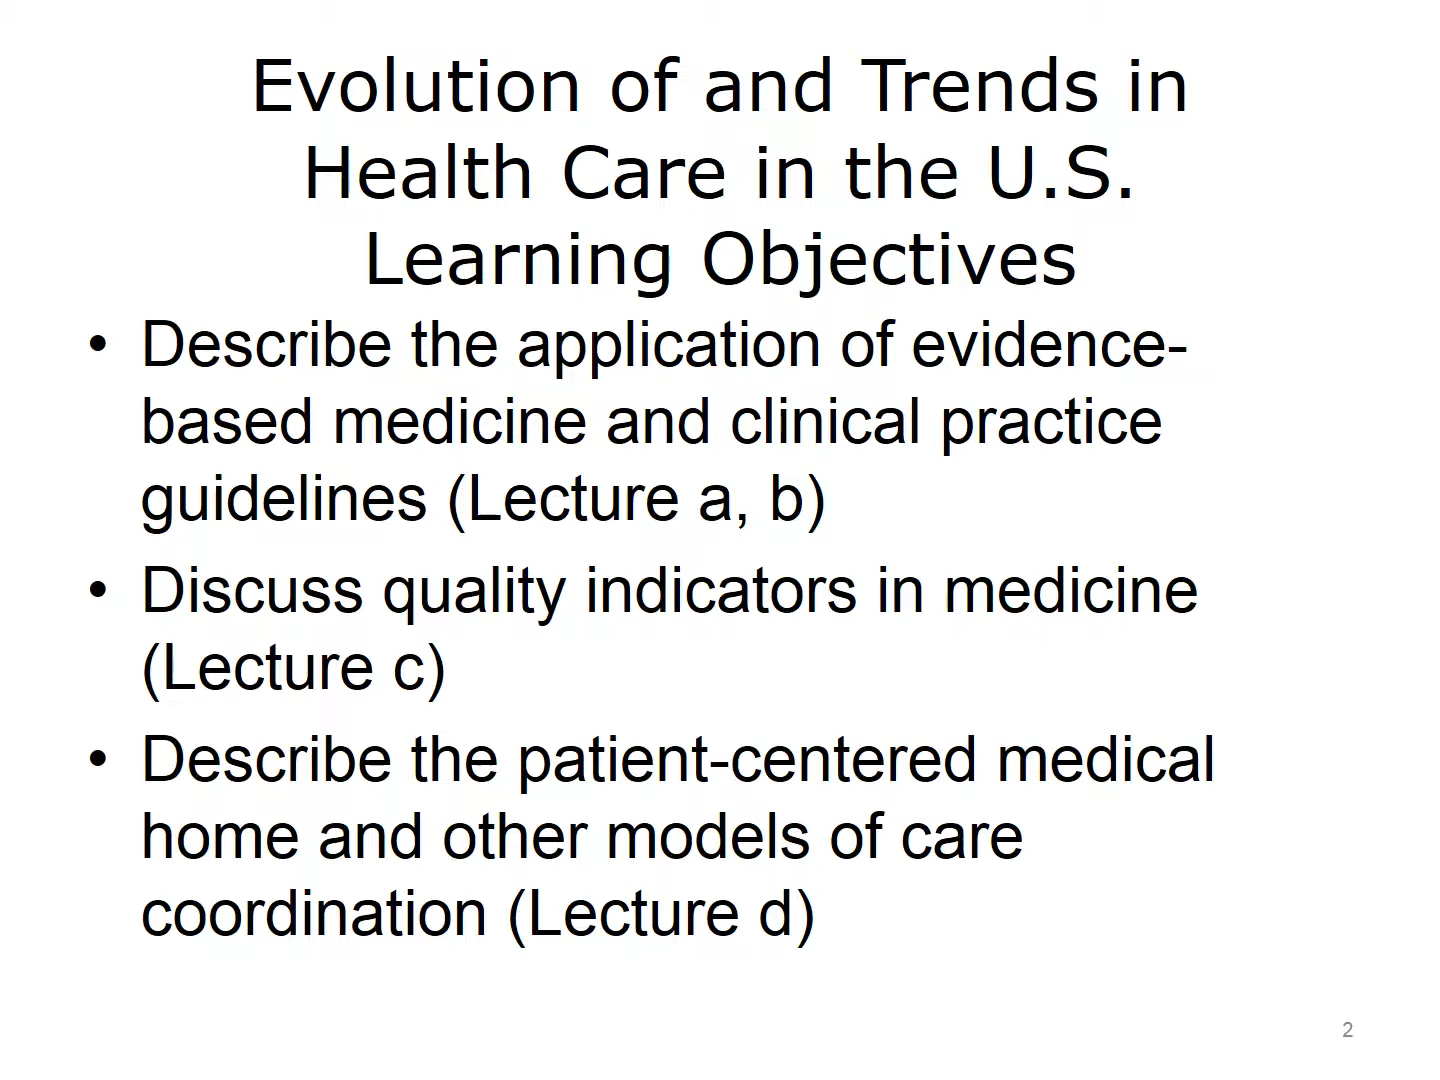 Evolution of and Trends in
Health Care in the U.S.
Learning Objectives
• Describe the application of evidence-
based medicine and clinical practice
guidelines (Lecture a, b)
• Discuss quality indicators in medicine
(Lecture c)
• Describe the patient-centered medical
home and other models of care
coordination (Lecture d)
2